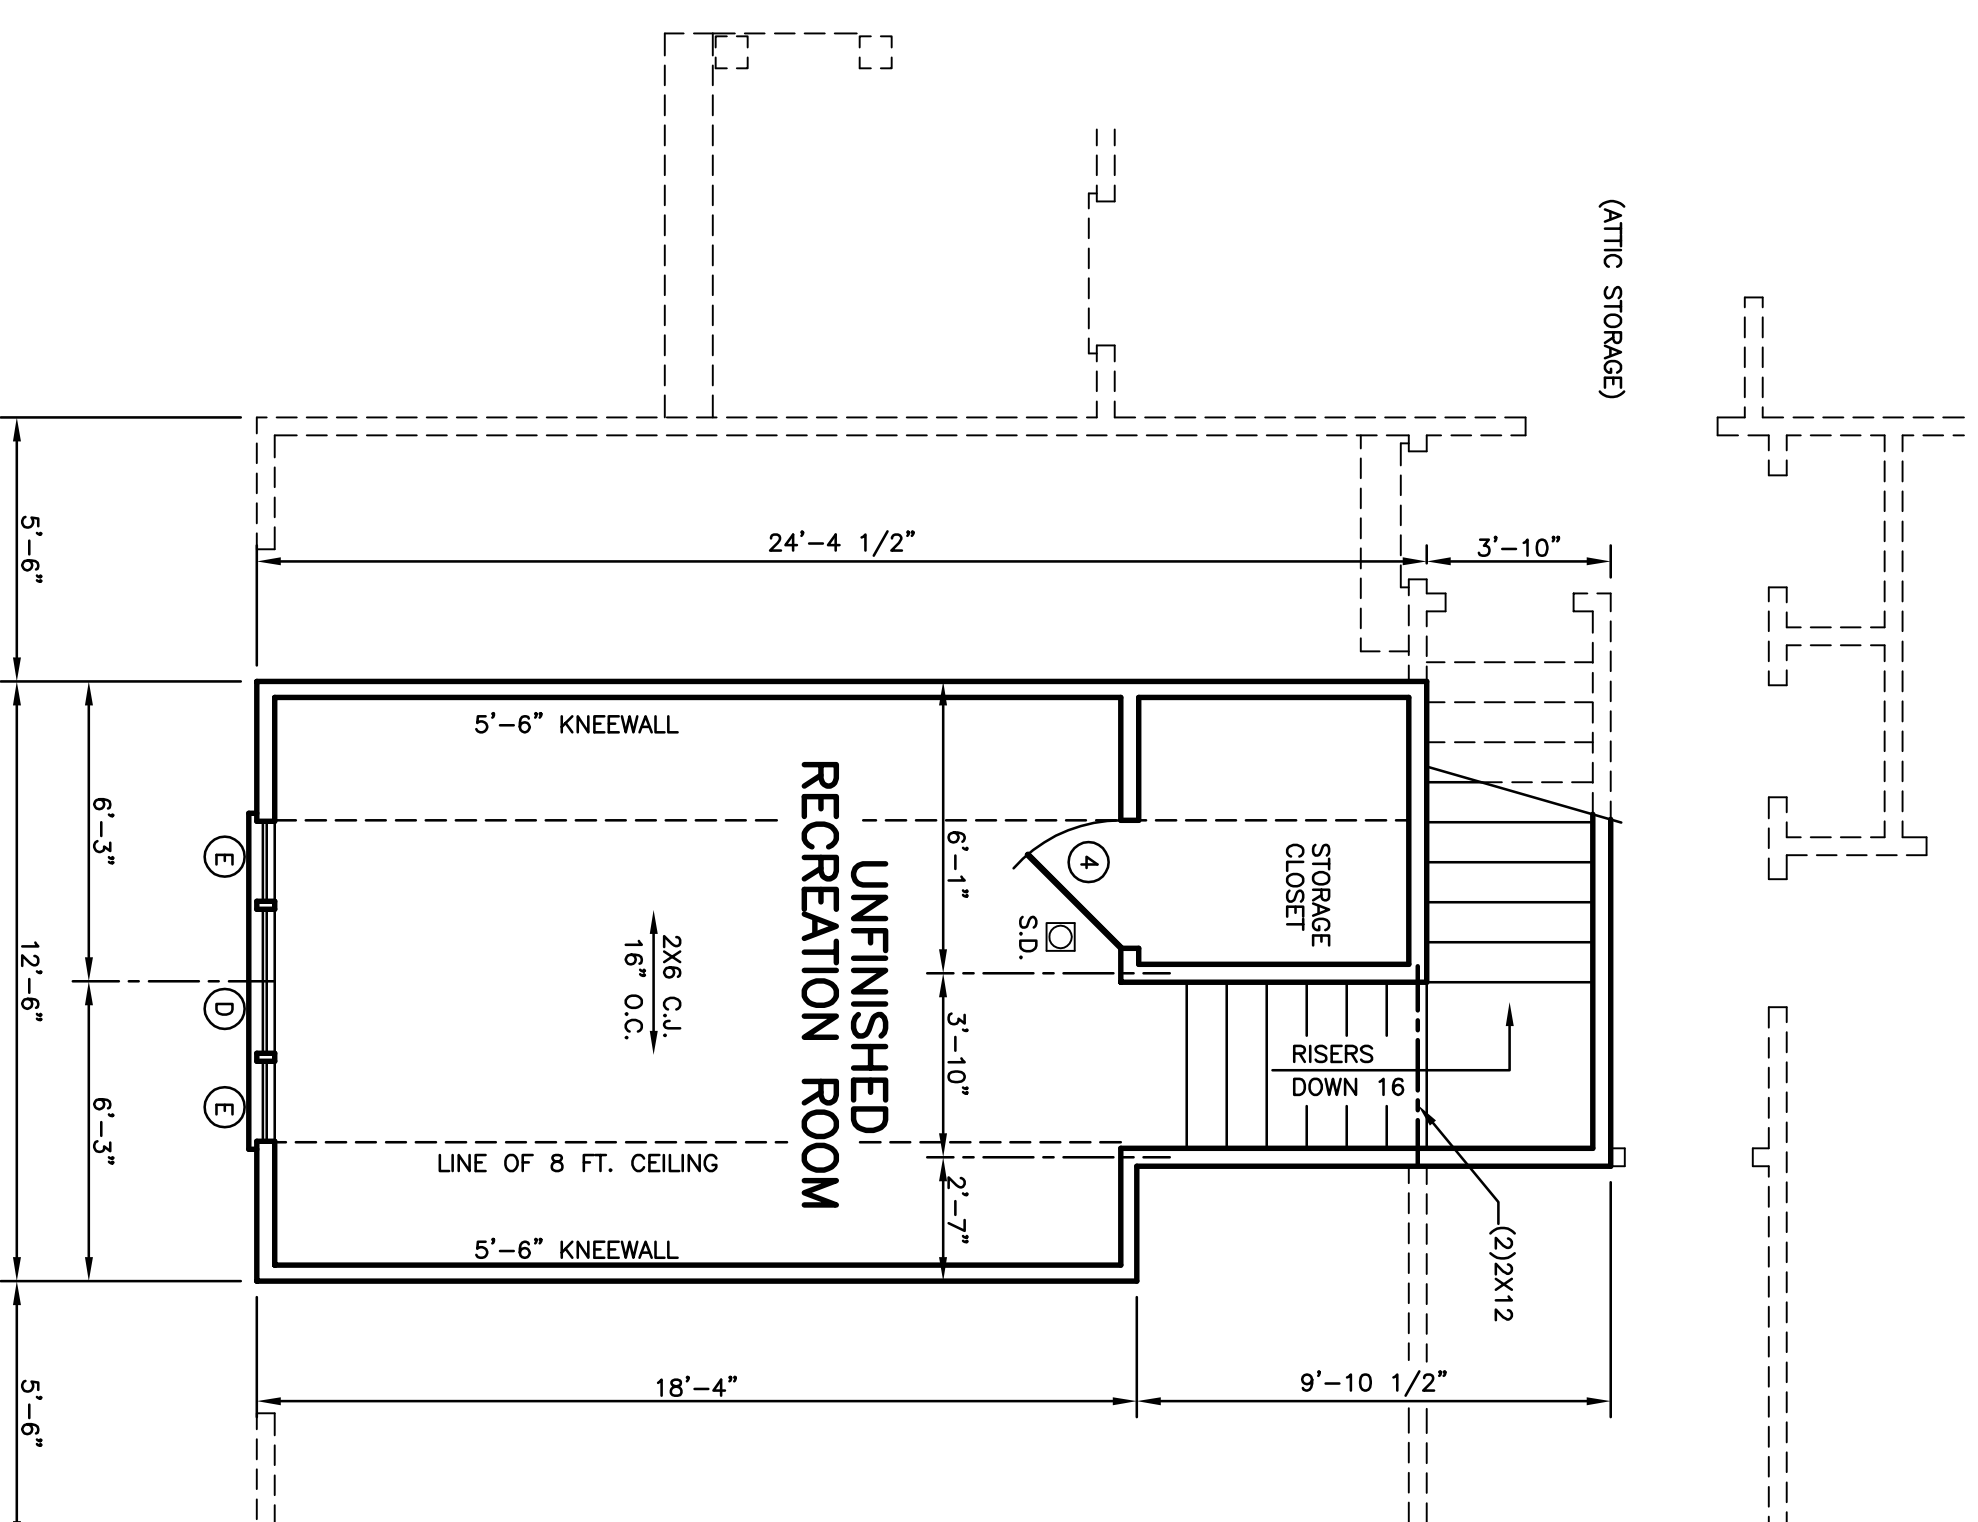 (ATTIC STORAGE)
5'-6"
24'-4 1/2"
3'-10"
5'-6" KNEEWALL
6'-3"
6'-1"
E
4
STORAGE
CLOSET
UNFINISHED
RECREATION ROOM
S.D.
2X6 C.J.
16" O.C.
12'-6"
D
3'-10"
RISERS
DOWN 16
E
6'-3"
LINE OF 8 FT. CEILING
2'-7"
5'-6" KNEEWALL
(2)2X12
18'-4"
9'-10 1/2"
5'-6"